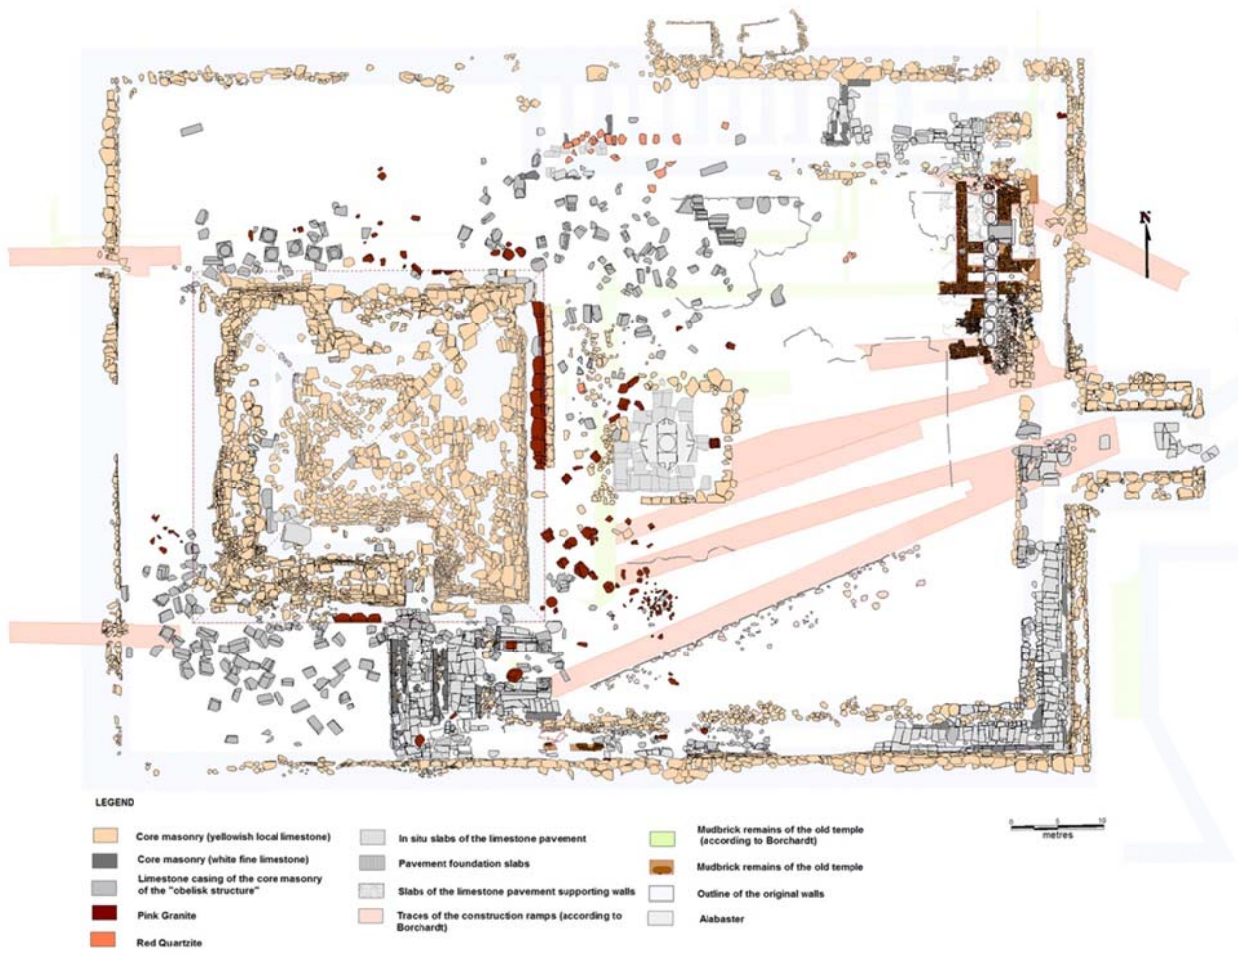 N
LEGEND
Core masonry (yellowish local limestone)
Core masonry (white fine limestone)
Limestone casing of the core masonry
of the "obelisk structure"
Pink Granite
Red Quartzite
In situ slabs of the limestone pavement
Pavement foundation slabs
Slabs of the limestone pavement supporting walls
Traces of the construction ramps (according to
Borchardt)
Mudbrick remains of the old temple
(according to Borchardt)
Mudbrick remains of the old temple
Outline of the original walls
Alabaster
0 5 10
metres